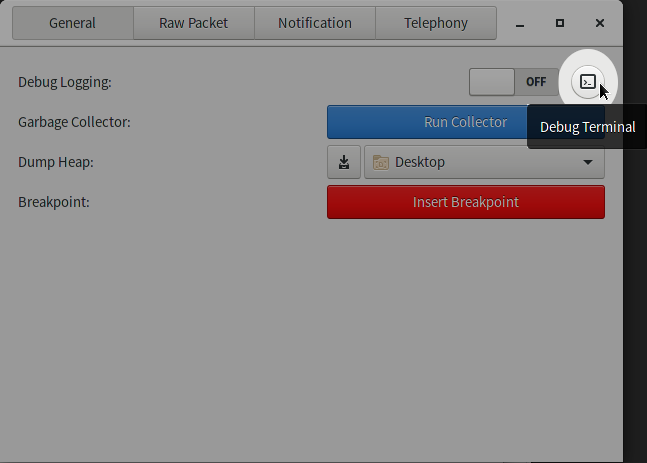 General Raw Packet Notification Telephony
Debug Logging: OFF
Garbage Collector: Run Collector
Debug Terminal
Dump Heap: Desktop
Breakpoint: Insert Breakpoint